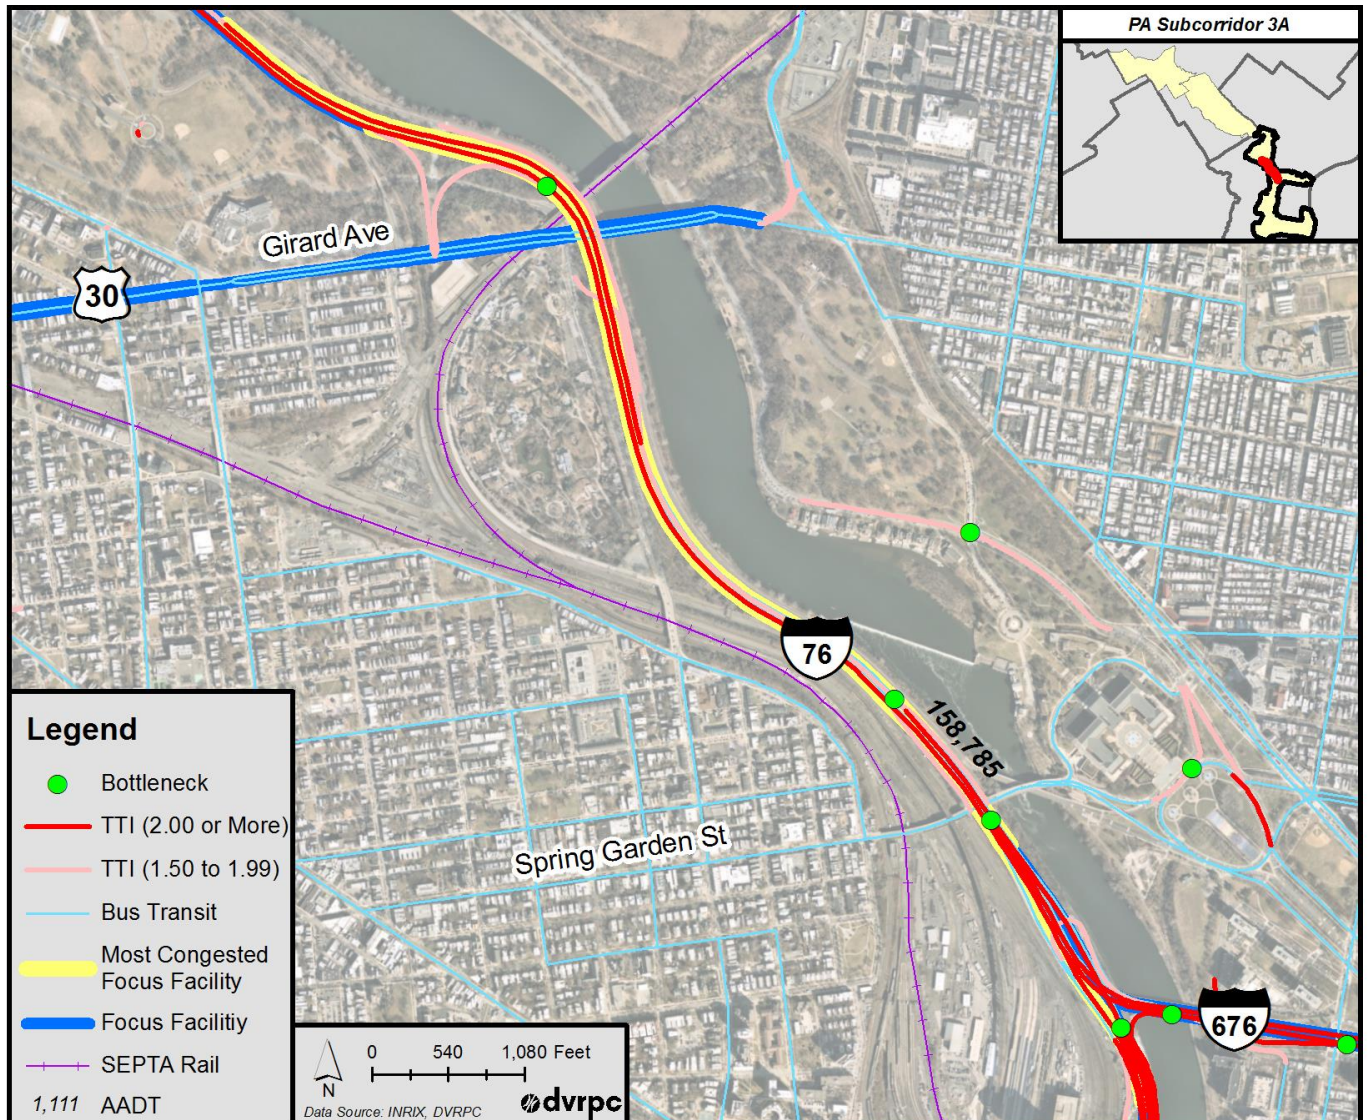 PA Subcorridor 3A
Girard Ave
30
76
158,785
Spring Garden St
676
Legend
Bottleneck
TTI (2.00 or More)
TTI (1.50 to 1.99)
Bus Transit
Most Congested
Focus Facility
Focus Facilitiy
SEPTA Rail
1,111 AADT
0 540 1,080 Feet
N
Data Source: INRIX, DVRPC
dvrpc